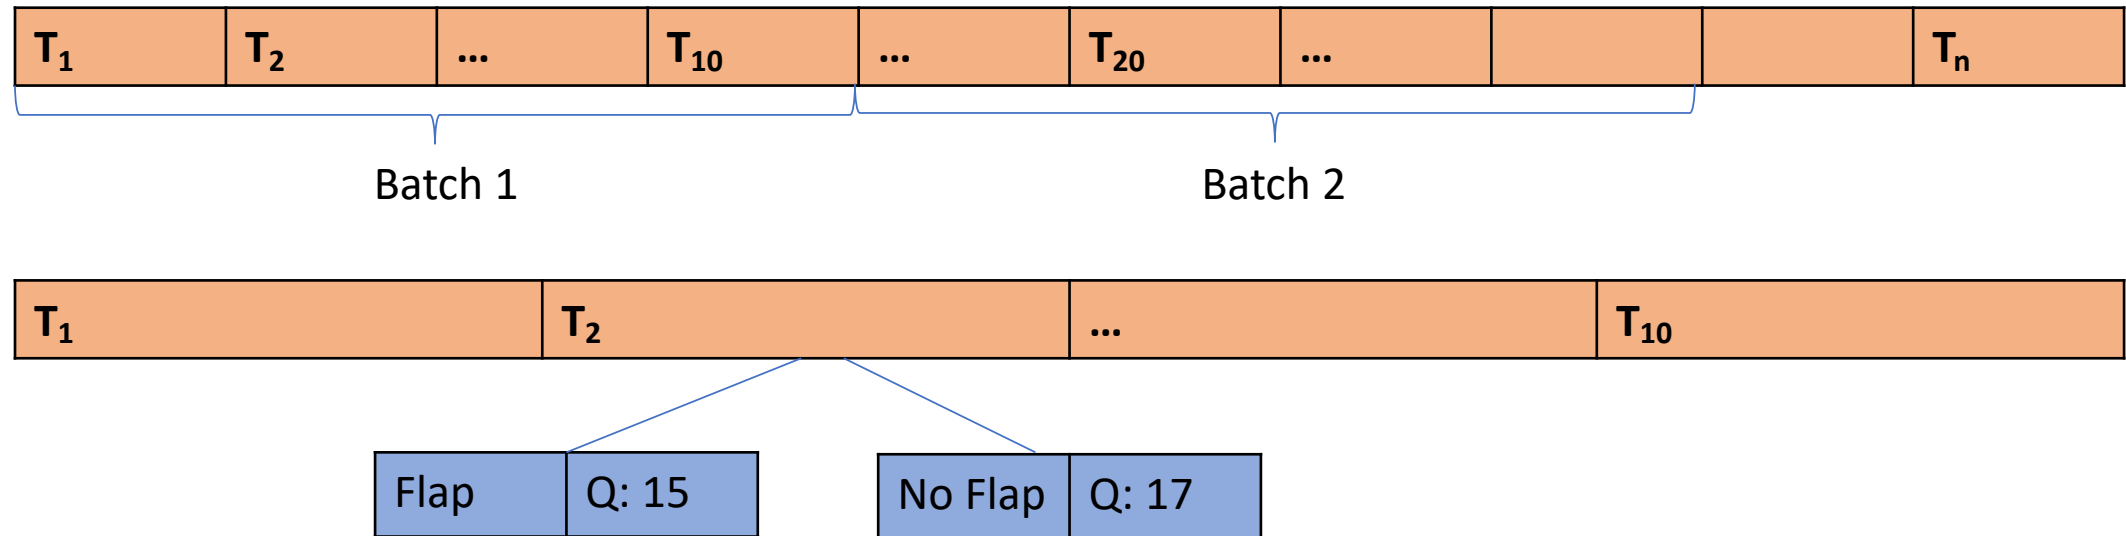 T₁ T₂ ... T₁₀ ... T₂₀ ... Tₙ
Batch 1 Batch 2
T₁ T₂ ... T₁₀
Flap Q: 15 No Flap Q: 17